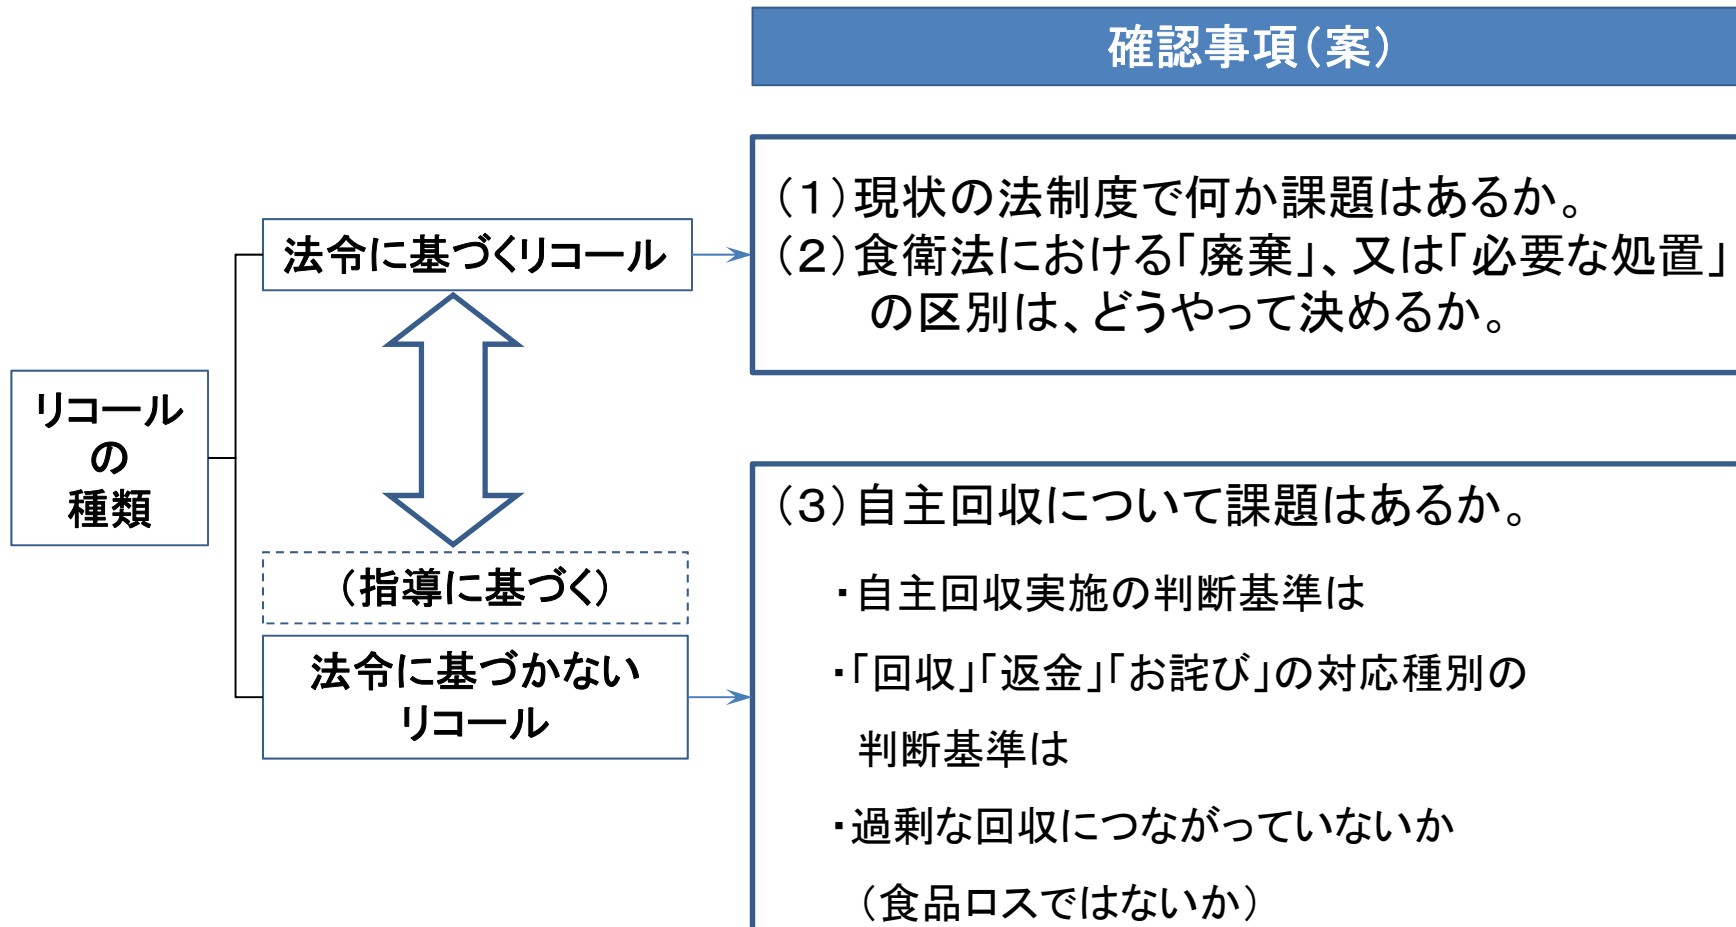 確認事項(案)
(1)現状の法制度で何か課題はあるか。
(2)食衛法における「廃棄」、又は「必要な処置」
の区別は、どうやって決めるか。
法令に基づくリコール
リコール
の
種類
(指導に基づく)
法令に基づかない
リコール
(3)自主回収について課題はあるか。
・自主回収実施の判断基準は
・「回収」「返金」「お詫び」の対応種別の
判断基準は
・過剰な回収につながっていないか
(食品ロスではないか)